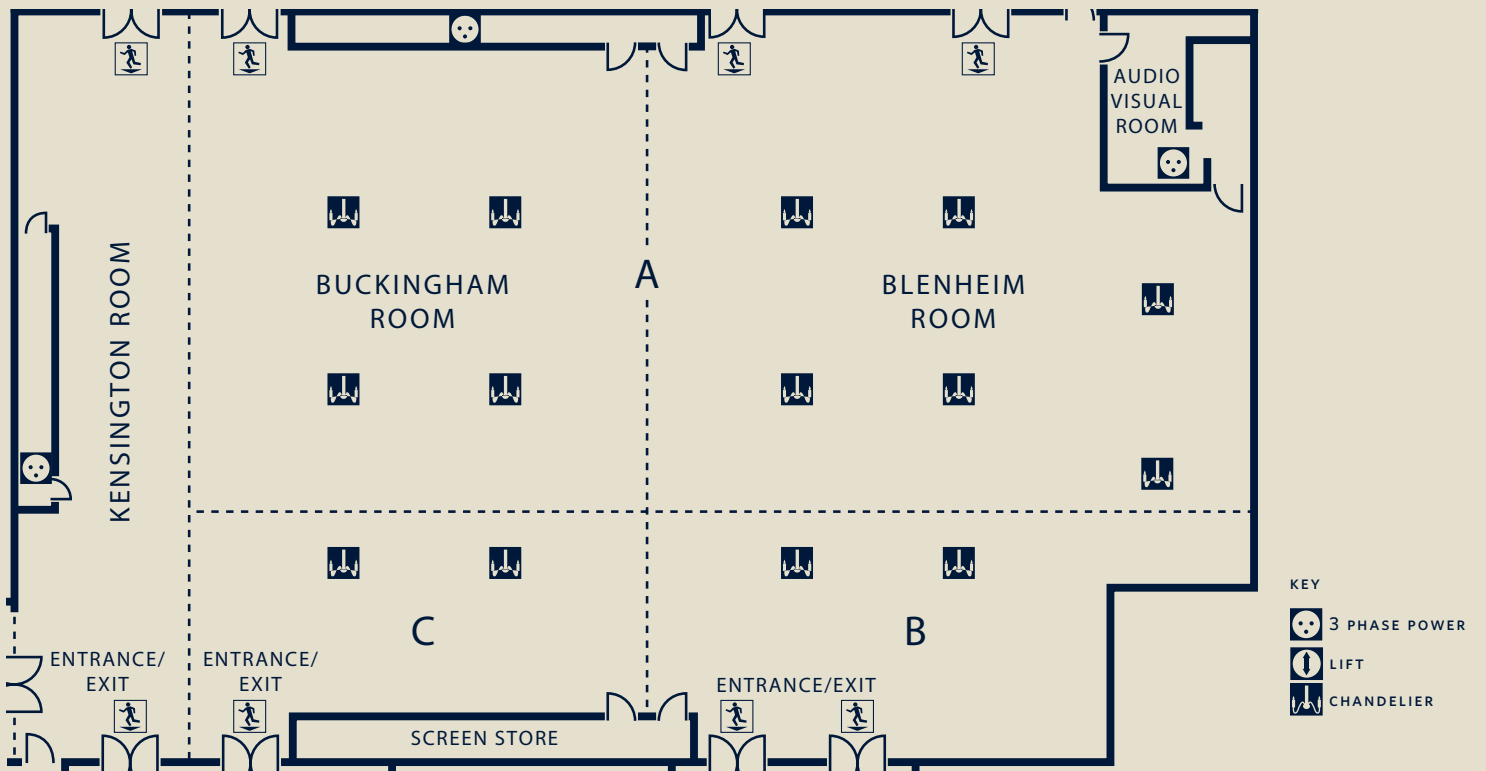 AUDIO
VISUAL
ROOM
KENSINGTON ROOM
BUCKINGHAM
ROOM
A
BLENHEIM
ROOM
C
B
ENTRANCE/
EXIT
ENTRANCE/
EXIT
ENTRANCE/EXIT
SCREEN STORE
KEY
3 PHASE POWER
LIFT
CHANDELIER